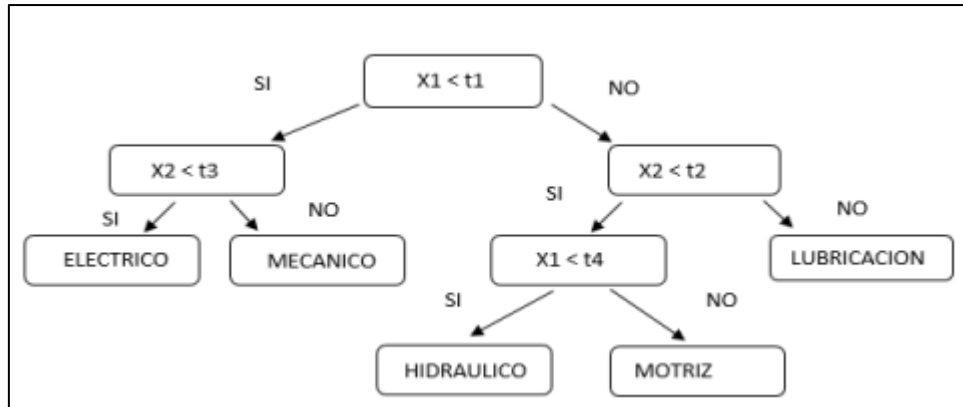 X1 < t1
SI
NO
X2 < t3
X2 < t2
SI
NO
SI
NO
ELECTRICO
MECANICO
X1 < t4
LUBRICACION
SI
NO
HIDRAULICO
MOTRIZ